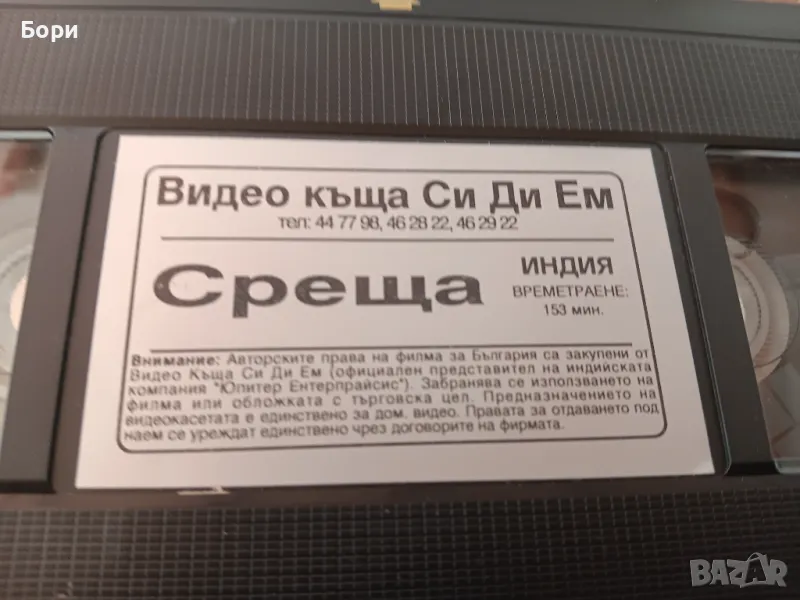 Бори
Видео къща Си Ди Ем
тел: 44 77 98, 46 28 22, 46 29 22
Среща
ИНДИЯ
ВРЕМЕТРАЕНЕ:
153 мин.
Внимание: Авторските права на филма за България са закупени от
Видео Къща Си Ди Ем (официален представител на индийската
компания "Юпитер Ентерпрайсис"). Забранява се използването на
филма или обложката с търговска цел. Предназначението на
видеокасетата е единствено за дом. видео. Правата за отдаването под
наем се уреждат единствено чрез договорите на фирмата.
BAZAR